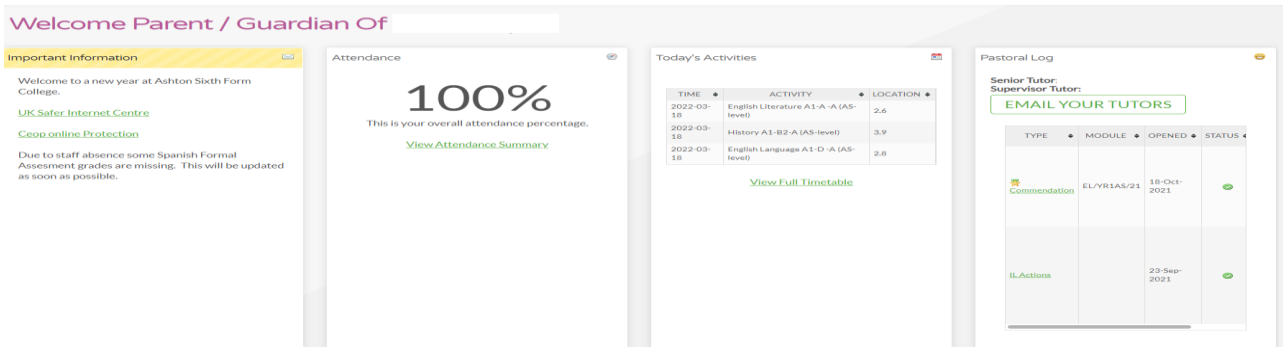 Welcome Parent / Guardian Of
Important Information
Welcome to a new year at Ashton Sixth Form
College.
UK Safer Internet Centre
Ceop online Protection
Due to staff absence some Spanish Formal
Assesment grades are missing. This will be updated
as soon as possible.
Attendance
100%
This is your overall attendance percentage.
View Attendance Summary
Today's Activities
TIME ACTIVITY LOCATION
2022-03-18 English Literature A1-A -A (AS-level) 2.6
2022-03-18 History A1-B2-A (AS-level) 3.9
2022-03-18 English Language A1-D -A (AS-level) 2.8
View Full Timetable
Pastoral Log
Senior Tutor:
Supervisor Tutor:
EMAIL YOUR TUTORS
TYPE MODULE OPENED STATUS
Commendation EL/YR1AS/21 18-Oct-2021
ILActions 23-Sep-2021